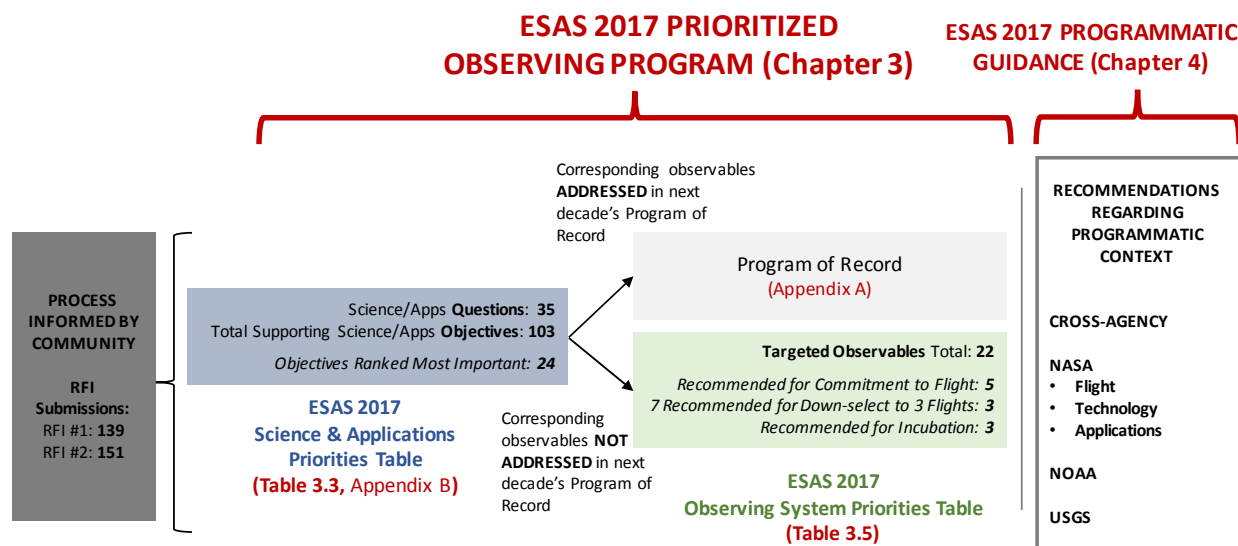 ESAS 2017 PRIORITIZED
OBSERVING PROGRAM (Chapter 3)
ESAS 2017 PROGRAMMATIC
GUIDANCE (Chapter 4)
PROCESS
INFORMED BY
COMMUNITY
RFI
Submissions:
RFI #1: 139
RFI #2: 151
Science/Apps Questions: 35
Total Supporting Science/Apps Objectives: 103
Objectives Ranked Most Important: 24
ESAS 2017
Science & Applications
Priorities Table
(Table 3.3, Appendix B)
Corresponding observables
ADDRESSED in next
decade's Program of
Record
Program of Record
(Appendix A)
Corresponding
observables NOT
ADDRESSED in next
decade's Program of
Record
Targeted Observables Total: 22
Recommended for Commitment to Flight: 5
7 Recommended for Down-select to 3 Flights: 3
Recommended for Incubation: 3
ESAS 2017
Observing System Priorities Table
(Table 3.5)
RECOMMENDATIONS
REGARDING
PROGRAMMATIC
CONTEXT
CROSS-AGENCY
NASA
• Flight
• Technology
• Applications
NOAA
USGS